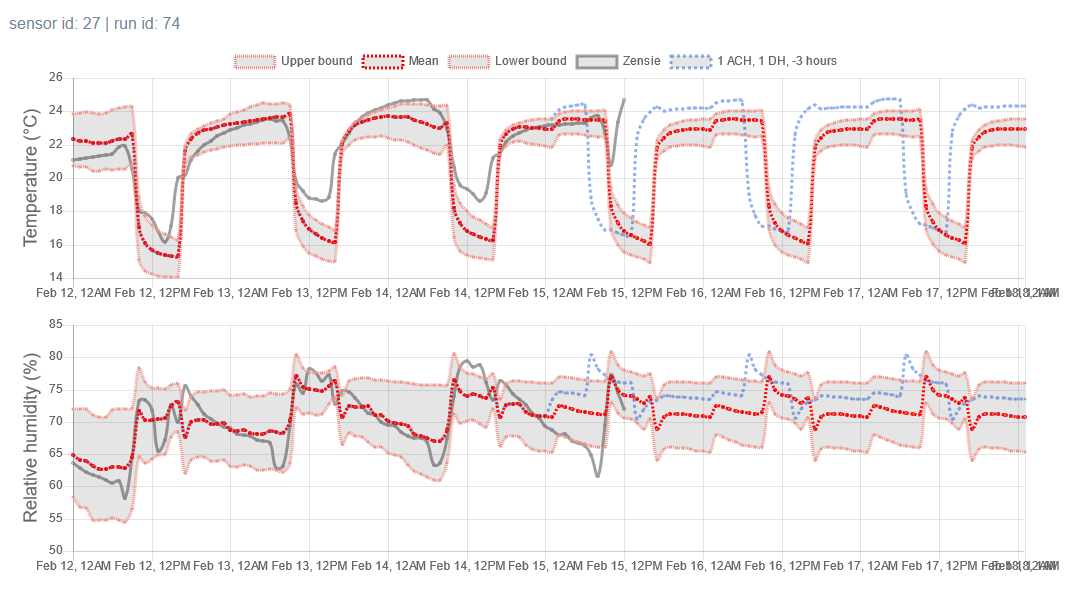 sensor id: 27 | run id: 74
Upper bound Mean Lower bound Zensie 1 ACH, 1 DH, -3 hours
Temperature (°C)
26
24
22
20
18
16
14
Feb 12, 12AM Feb 12, 12PM Feb 13, 12AM Feb 13, 12PM Feb 14, 12AM Feb 14, 12PM Feb 15, 12AM Feb 15, 12PM Feb 16, 12AM Feb 16, 12PM Feb 17, 12AM Feb 17, 12PM
Relative humidity (%)
85
80
75
70
65
60
55
50
Feb 12, 12AM Feb 12, 12PM Feb 13, 12AM Feb 13, 12PM Feb 14, 12AM Feb 14, 12PM Feb 15, 12AM Feb 15, 12PM Feb 16, 12AM Feb 16, 12PM Feb 17, 12AM Feb 17, 12PM